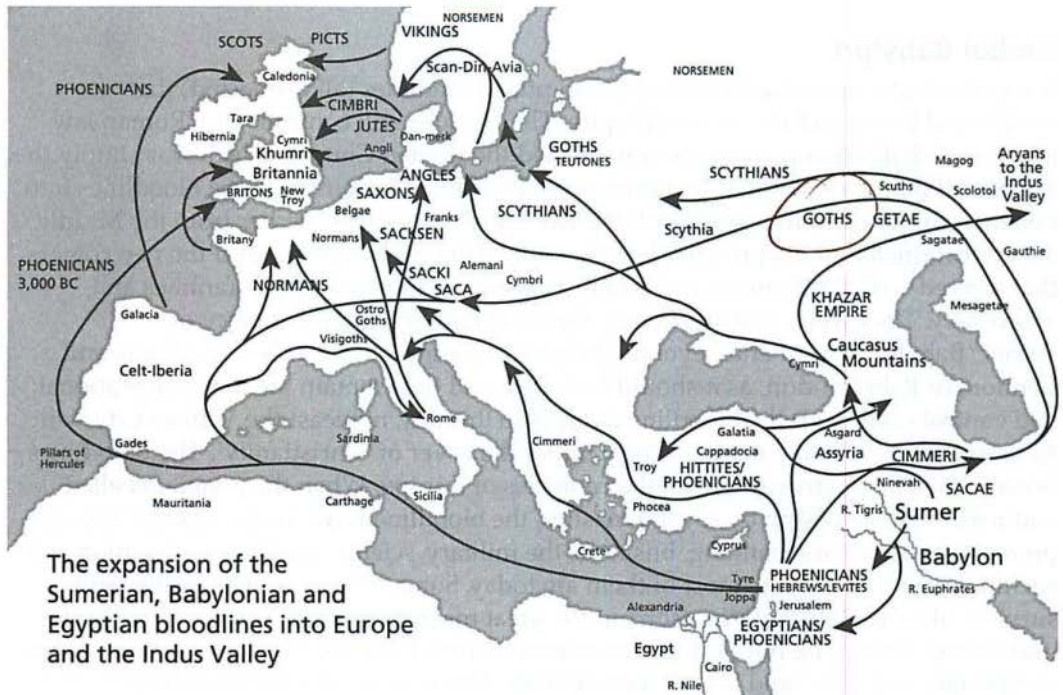 NORSEMEN
VIKINGS
PICTS
SCOTS
Caledonia
Scan-Din-Avia
NORSEMEN
PHOENICIANS
CIMBRI
JUTES
Tara
Hibernia
Cymri
Khumri
Angli
Dan-merk
GOTHS
TEUTONES
Britannia
BRITONS
New
Troy
ANGLES
SAXONS
Belgae
Franks
SCYTHIANS
SCYTHIANS
Magog
Scuths
Scolotoi
Aryans
to the
Indus
Valley
GOTHS
GETAE
Sagatae
Gauthie
Scythia
Britany
Normans
SACKSEN
Alemani
Cymbri
SACKI
SACA
PHOENICIANS
3,000 BC
NORMANS
Ostro
Goths
Visigoths
Galacia
Celt-Iberia
KHAZAR
EMPIRE
Mesagetae
Caucasus
Mountains
Cymri
Rome
Sardinia
Cimmeri
Gades
Pillars of
Hercules
Mauritania
Carthage
Sicilia
Troy
Galatia
Cappadocia
HITTITES/
PHOENICIANS
Asgard
Assyria
CIMMERI
Ninevah
SACAE
Phocea
R. Tigris
Sumer
Crete
Cyprus
Babylon
R. Euphrates
Tyre
Joppa
PHOENICIANS
HEBREWS/LEVITES
Jerusalem
Alexandria
EGYPTIANS/
PHOENICIANS
Egypt
Cairo
R. Nile
The expansion of the
Sumerian, Babylonian and
Egyptian bloodlines into Europe
and the Indus Valley